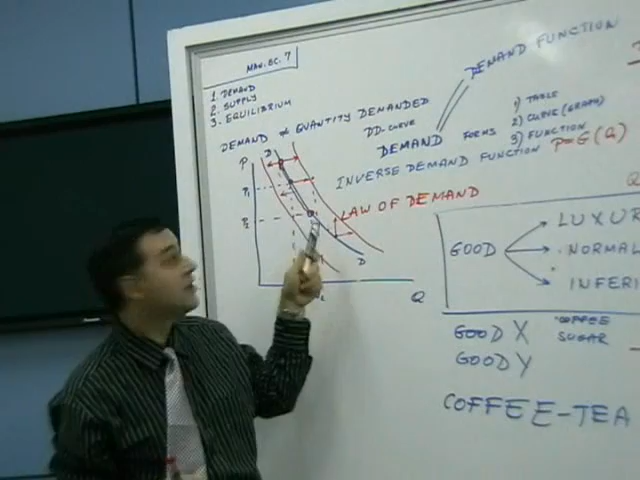 MAN. EC. 7
1. DEMAND
2. SUPPLY
3. EQUILIBRIUM
DEMAND ≠ QUANTITY DEMANDED
DD-CURVE
DEMAND FUNCTION
DEMAND FORMS
1) TABLE
2) CURVE (GRAPH)
3) FUNCTION
INVERSE DEMAND FUNCTION P=G(Q)
LAW OF DEMAND
P
D
P1
P2
D
Q
GOOD
LUXUR
NORMAL
INFERI
GOOD X
COFFEE
SUGAR
GOOD Y
COFFEE-TEA